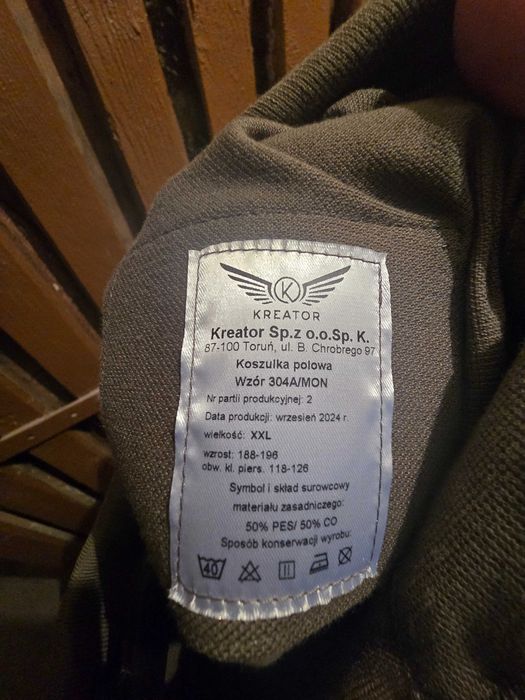 K
KREATOR
Kreator Sp.z o.o.Sp. K.
87-100 Toruń, ul. B. Chrobrego 97
Koszulka polowa
Wzór 304A/MON
Nr partii produkcyjnej: 2
Data produkcji: wrzesień 2024 r.
wielkość: XXL
wzrost: 188-196
obw. kl. piers. 118-126
Symbol i skład surowcowy
materiału zasadniczego:
50% PES/ 50% CO
Sposób konserwacji wyrobu:
40